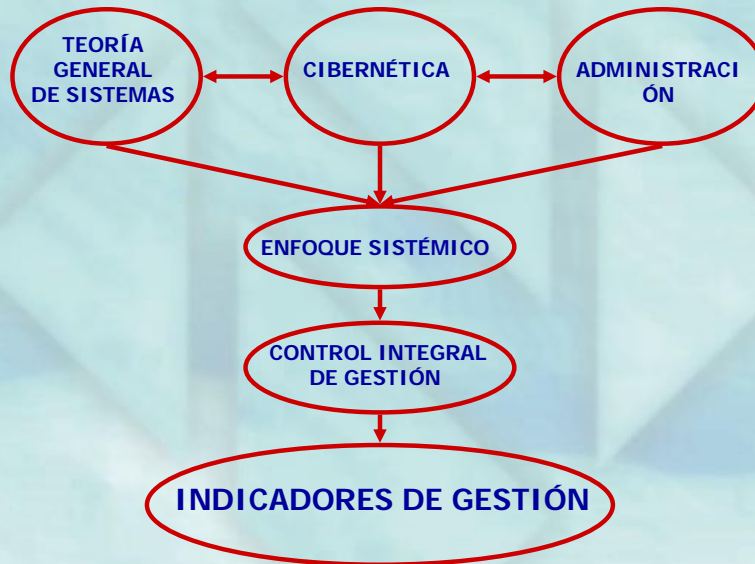 TEORÍA
GENERAL
DE SISTEMAS
CIBERNÉTICA
ADMINISTRACI
ÓN
ENFOQUE SISTÉMICO
CONTROL INTEGRAL
DE GESTIÓN
INDICADORES DE GESTIÓN